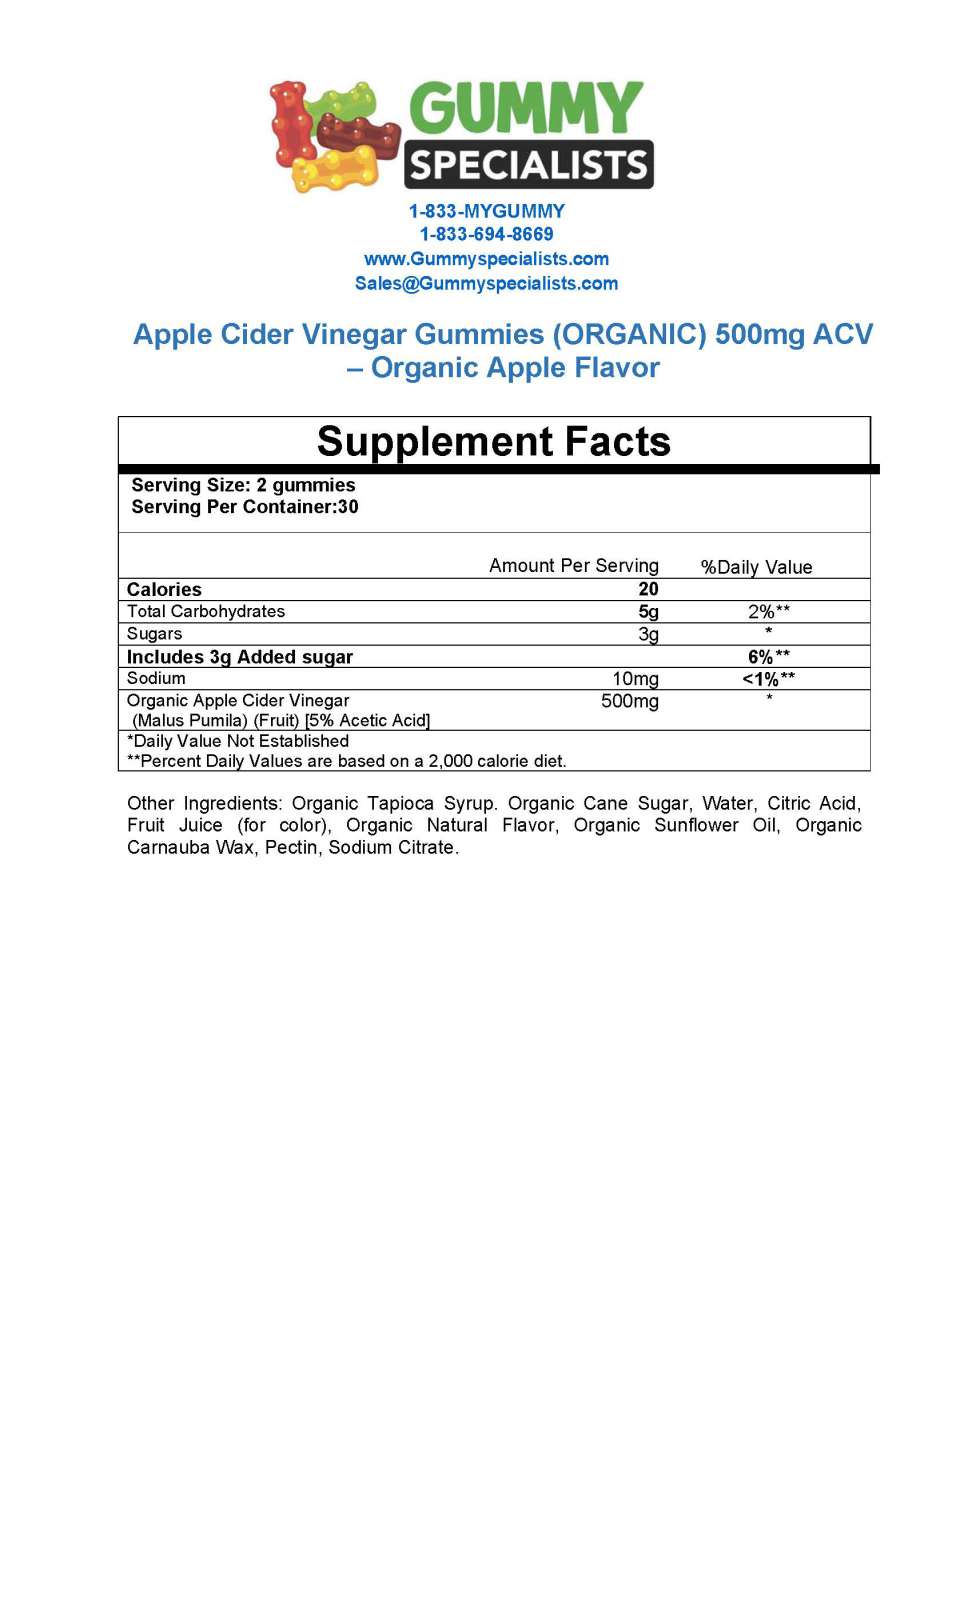 GUMMY
SPECIALISTS
1-833-MYGUMMY
1-833-694-8669
www.Gummyspecialists.com
Sales@Gummyspecialists.com
Apple Cider Vinegar Gummies (ORGANIC) 500mg ACV
– Organic Apple Flavor
Supplement Facts
Serving Size: 2 gummies
Serving Per Container:30
Amount Per Serving %Daily Value
Calories 20
Total Carbohydrates 5g 2%**
Sugars 3g *
Includes 3g Added sugar 6%**
Sodium 10mg <1%**
Organic Apple Cider Vinegar 500mg *
(Malus Pumila) (Fruit) [5% Acetic Acid]
*Daily Value Not Established
**Percent Daily Values are based on a 2,000 calorie diet.
Other Ingredients: Organic Tapioca Syrup. Organic Cane Sugar, Water, Citric Acid,
Fruit Juice (for color), Organic Natural Flavor, Organic Sunflower Oil, Organic
Carnauba Wax, Pectin, Sodium Citrate.